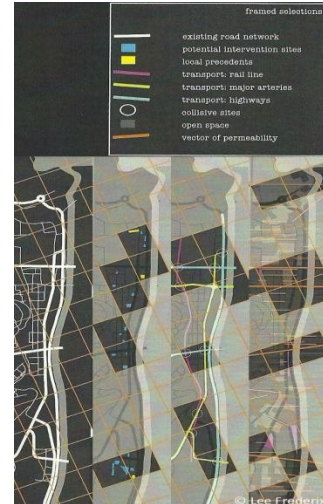 framed selections
existing road network
potential intervention sites
local precedents
transport: rail line
transport: major arteries
transport: highways
collisive sites
open space
vector of permeability
© Lee Frederi